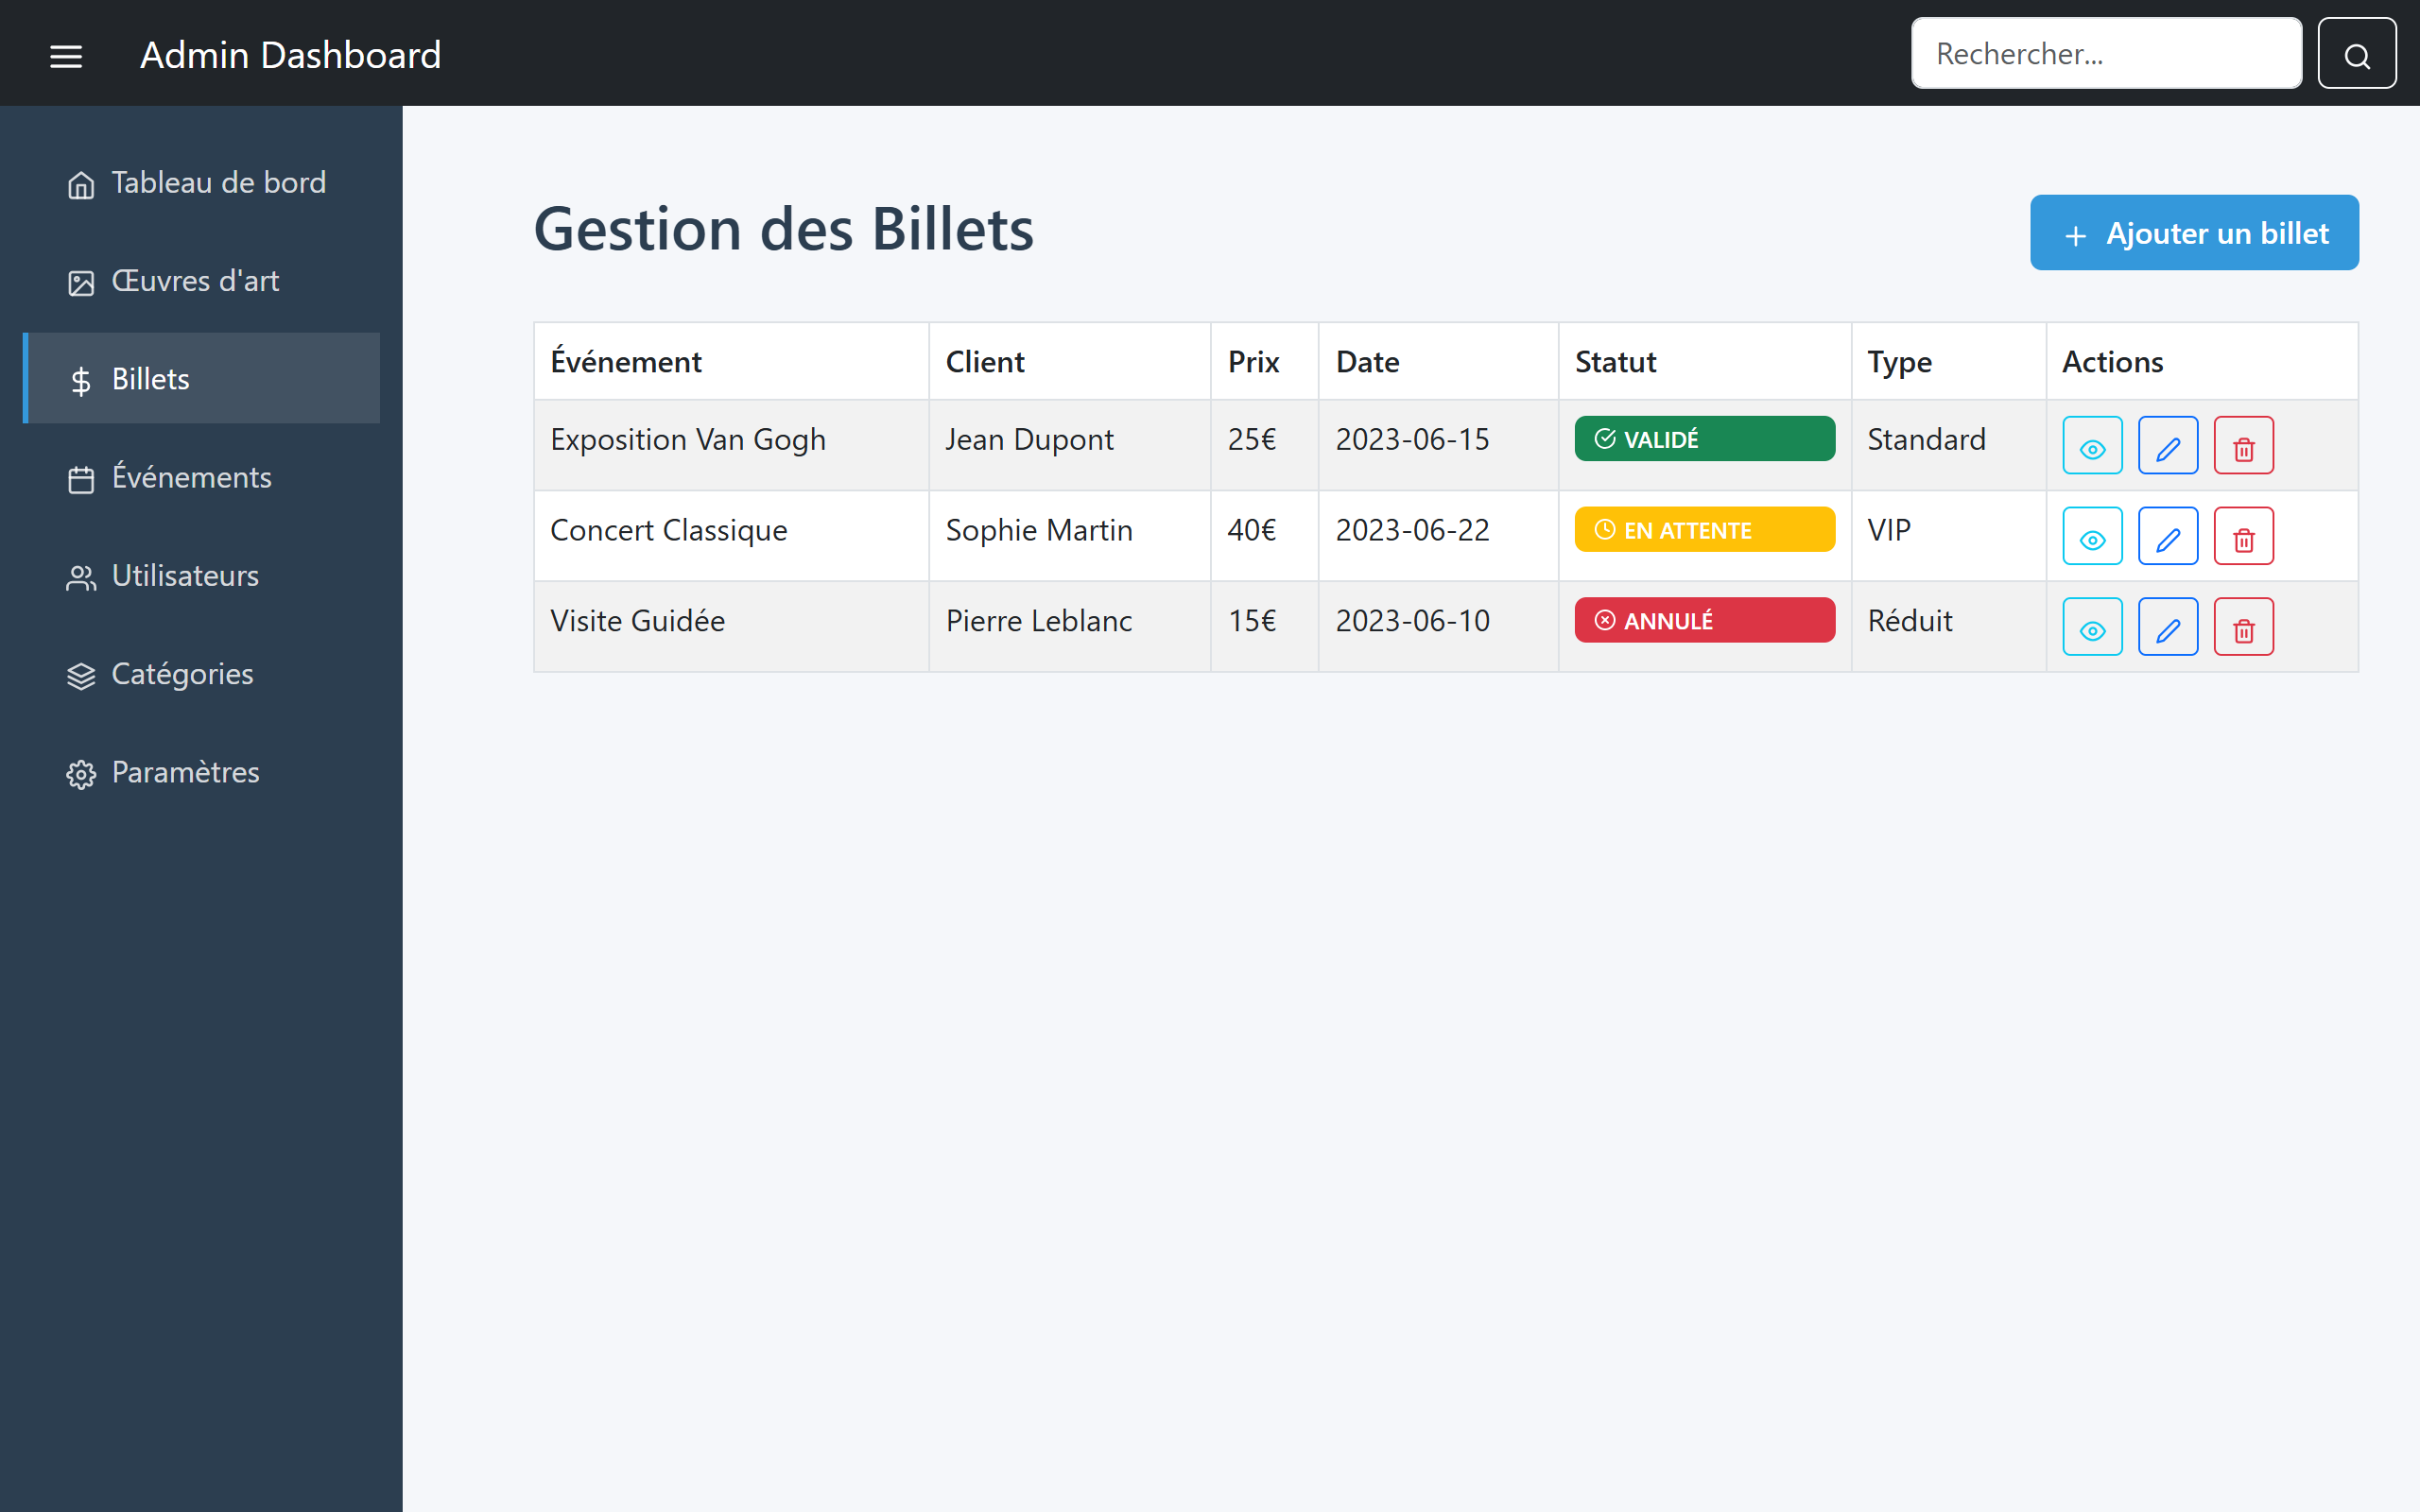 Admin Dashboard
Rechercher...
Tableau de bord
Œuvres d'art
Billets
Événements
Utilisateurs
Catégories
Paramètres
Gestion des Billets
Ajouter un billet
Événement Client Prix Date Statut Type Actions
Exposition Van Gogh Jean Dupont 25€ 2023-06-15 VALIDÉ Standard
Concert Classique Sophie Martin 40€ 2023-06-22 EN ATTENTE VIP
Visite Guidée Pierre Leblanc 15€ 2023-06-10 ANNULÉ Réduit